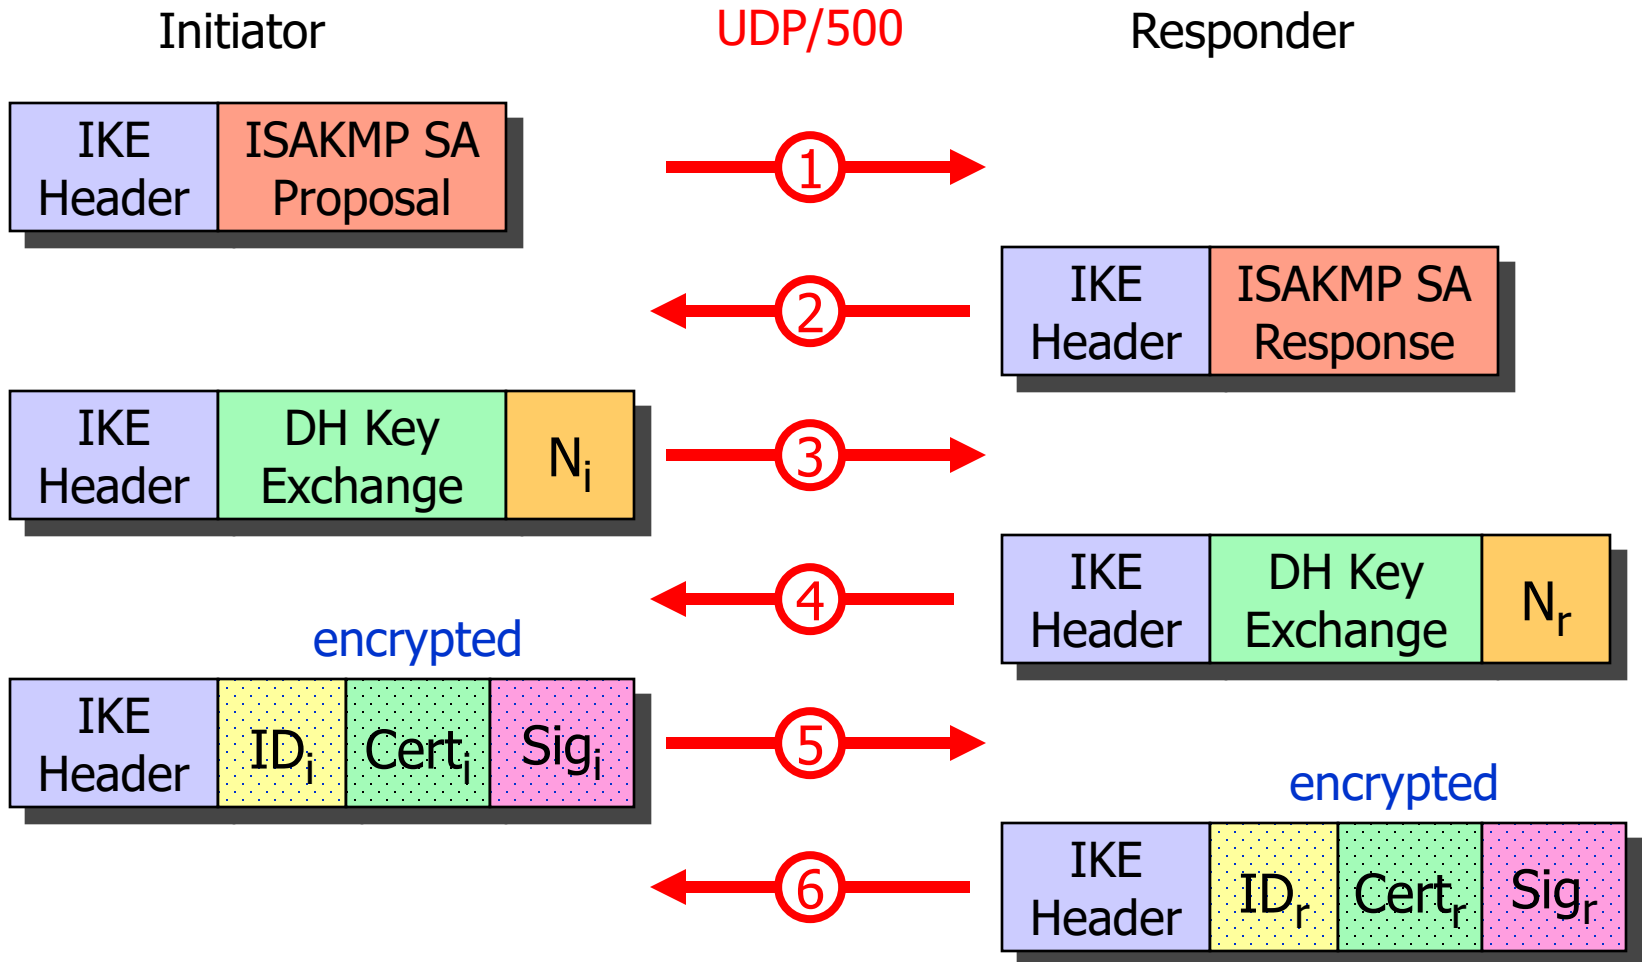 Initiator
UDP/500
Responder
IKE
Header
ISAKMP SA
Proposal
1
2
IKE
Header
ISAKMP SA
Response
IKE
Header
DH Key
Exchange
Ni
3
4
IKE
Header
DH Key
Exchange
Nr
encrypted
IKE
Header
IDi
Certi
Sigi
5
encrypted
6
IKE
Header
IDr
Certr
Sigr